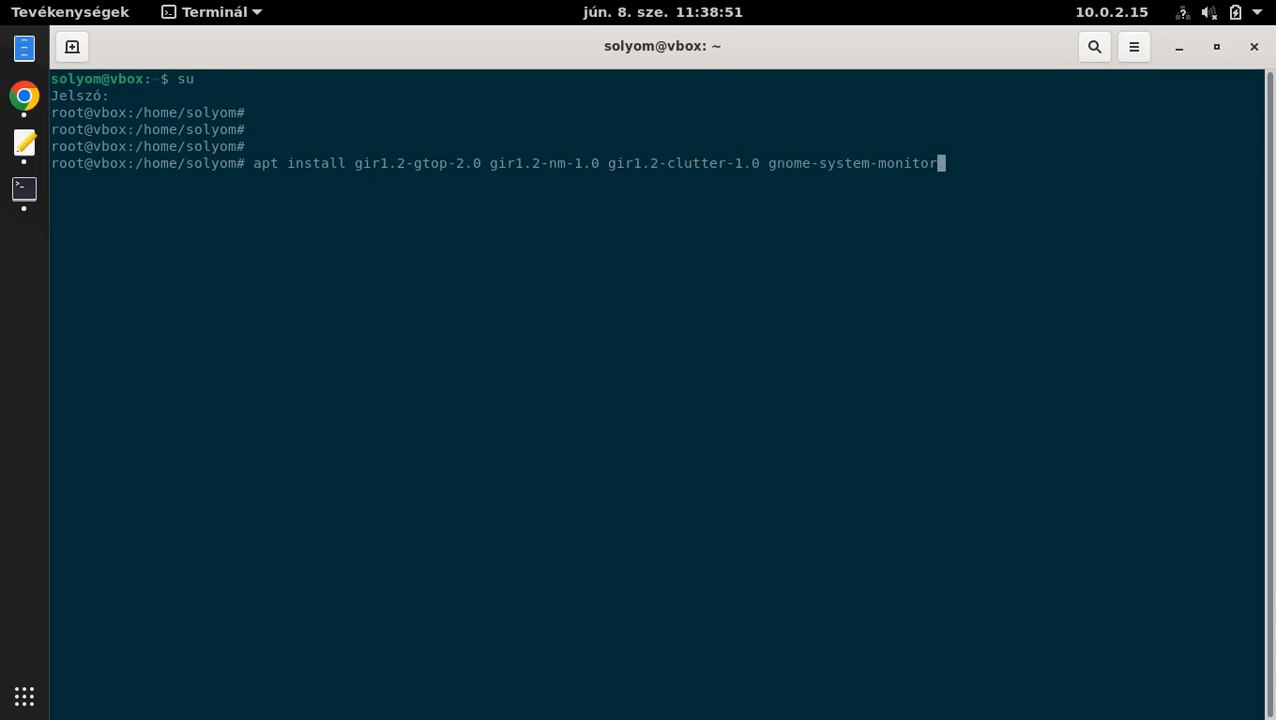 Tevékenységek Terminál jún. 8. sze. 11:38:51 10.0.2.15
solyom@vbox: ~
solyom@vbox:~$ su
Jelszó:
root@vbox:/home/solyom#
root@vbox:/home/solyom#
root@vbox:/home/solyom#
root@vbox:/home/solyom# apt install gir1.2-gtop-2.0 gir1.2-nm-1.0 gir1.2-clutter-1.0 gnome-system-monitor